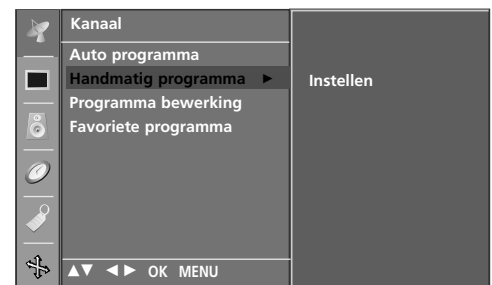 Kanaal
Auto programma
Handmatig programma ►
Instellen
Programma bewerking
Favoriete programma
▲▼ ◄► OK MENU